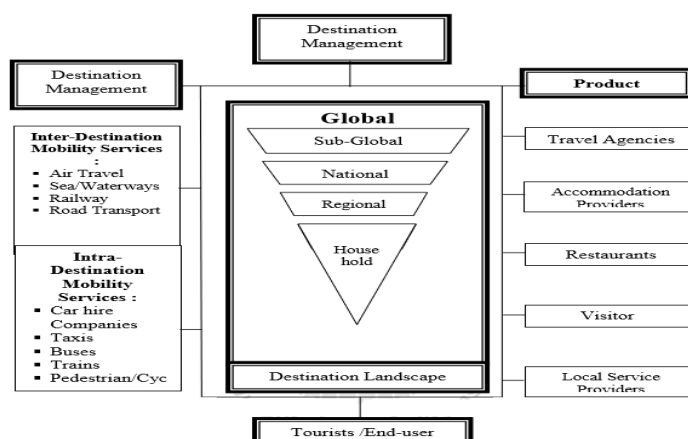 Destination
Management
Destination
Management
Product
Inter-Destination
Mobility Services
:
▪ Air Travel
▪ Sea/Waterways
▪ Railway
▪ Road Transport
Intra-
Destination
Mobility
Services :
▪ Car hire
Companies
▪ Taxis
▪ Buses
▪ Trains
▪ Pedestrian/Cyc
Global
Sub-Global
National
Regional
House
hold
Destination Landscape
Travel Agencies
Accommodation
Providers
Restaurants
Visitor
Local Service
Providers
Tourists /End-user